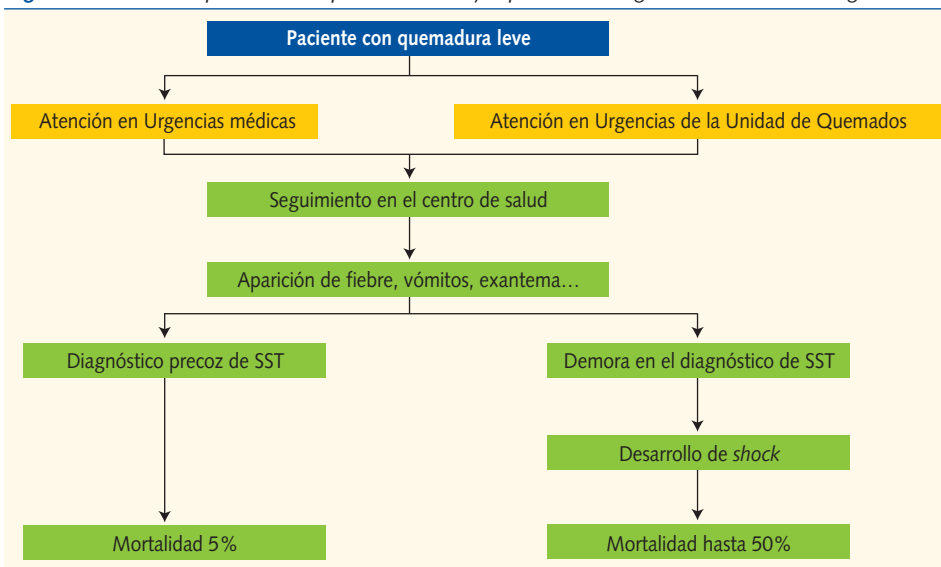 Paciente con quemadura leve
Atención en Urgencias médicas
Atención en Urgencias de la Unidad de Quemados
Seguimiento en el centro de salud
Aparición de fiebre, vómitos, exantema…
Diagnóstico precoz de SST
Demora en el diagnóstico de SST
Desarrollo de shock
Mortalidad 5%
Mortalidad hasta 50%